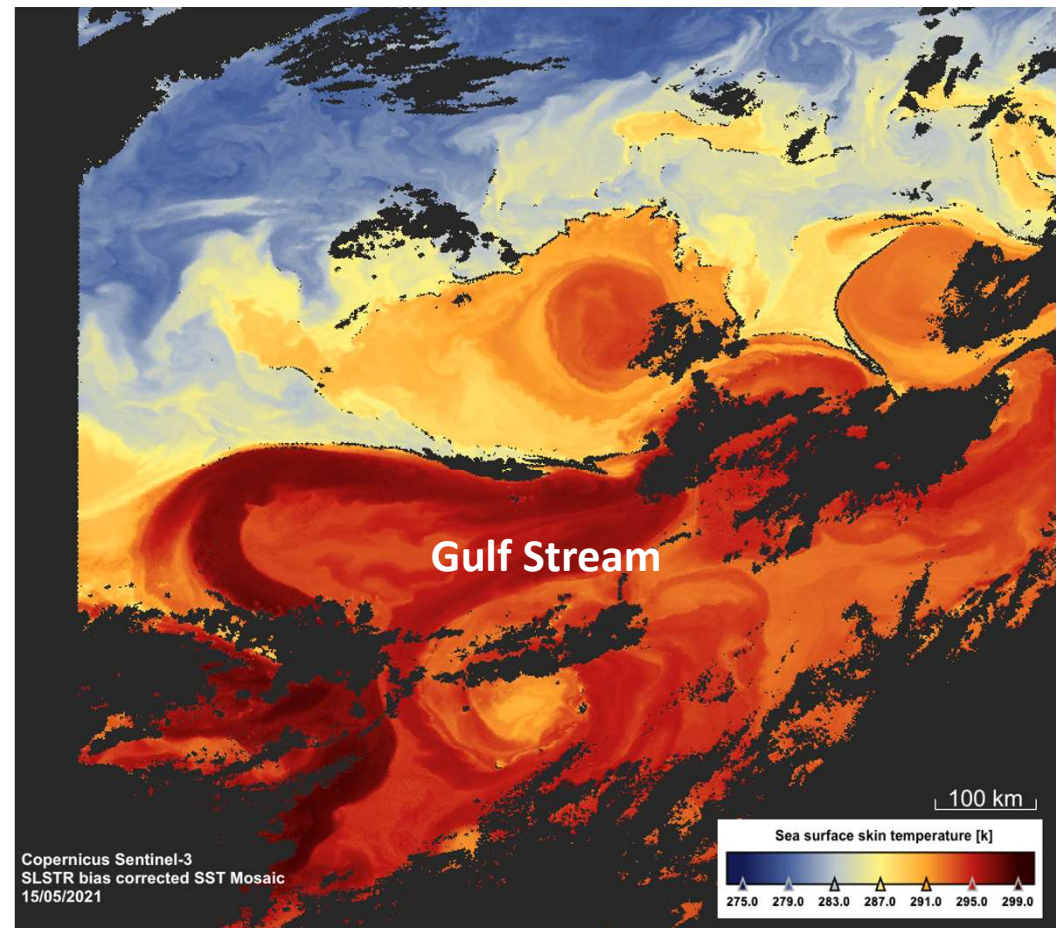 Gulf Stream
100 km
Sea surface skin temperature [k]
275.0 279.0 283.0 287.0 291.0 295.0 299.0
Copernicus Sentinel-3
SLSTR bias corrected SST Mosaic
15/05/2021